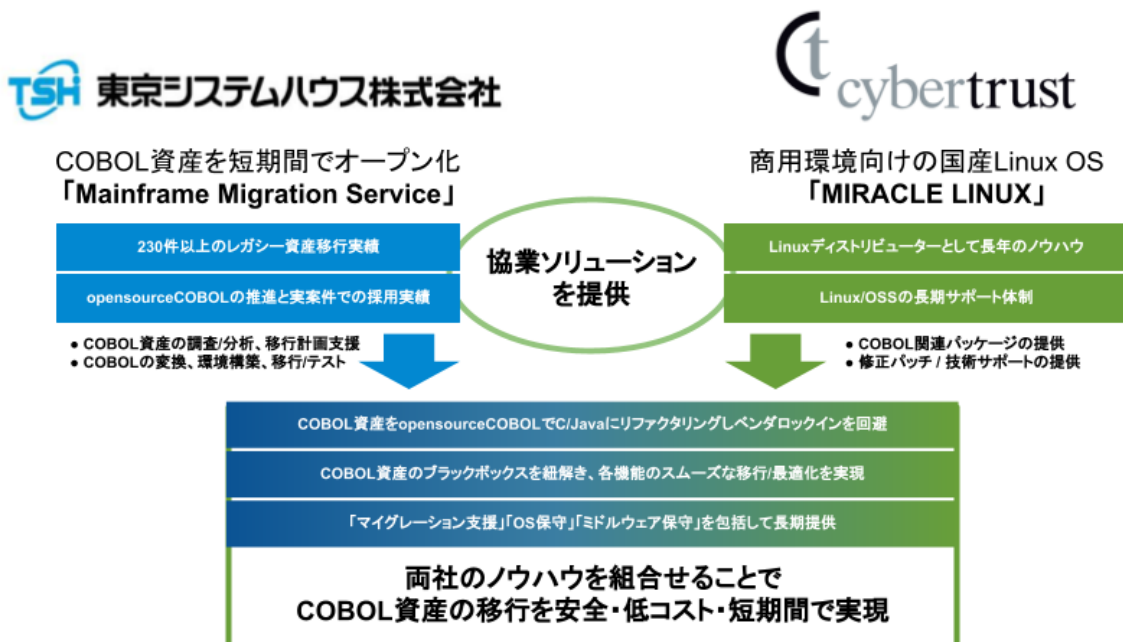 TSH 東京システムハウス株式会社
ct
cybertrust
COBOL資産を短期間でオープン化
「Mainframe Migration Service」
商用環境向けの国産Linux OS
「MIRACLE LINUX」
230件以上のレガシー資産移行実績
opensourceCOBOLの推進と実案件での採用実績
協業ソリューション
を提供
Linuxディストリビューターとして長年のノウハウ
Linux/OSSの長期サポート体制
● COBOL資産の調査/分析、移行計画支援
● COBOLの変換、環境構築、移行/テスト
● COBOL関連パッケージの提供
● 修正パッチ / 技術サポートの提供
COBOL資産をopensourceCOBOLでC/Javaにリファクタリングしベンダロックインを回避
COBOL資産のブラックボックスを紐解き、各機能のスムーズな移行/最適化を実現
「マイグレーション支援」「OS保守」「ミドルウェア保守」を包括して長期提供
両社のノウハウを組合せることで
COBOL資産の移行を安全・低コスト・短期間で実現